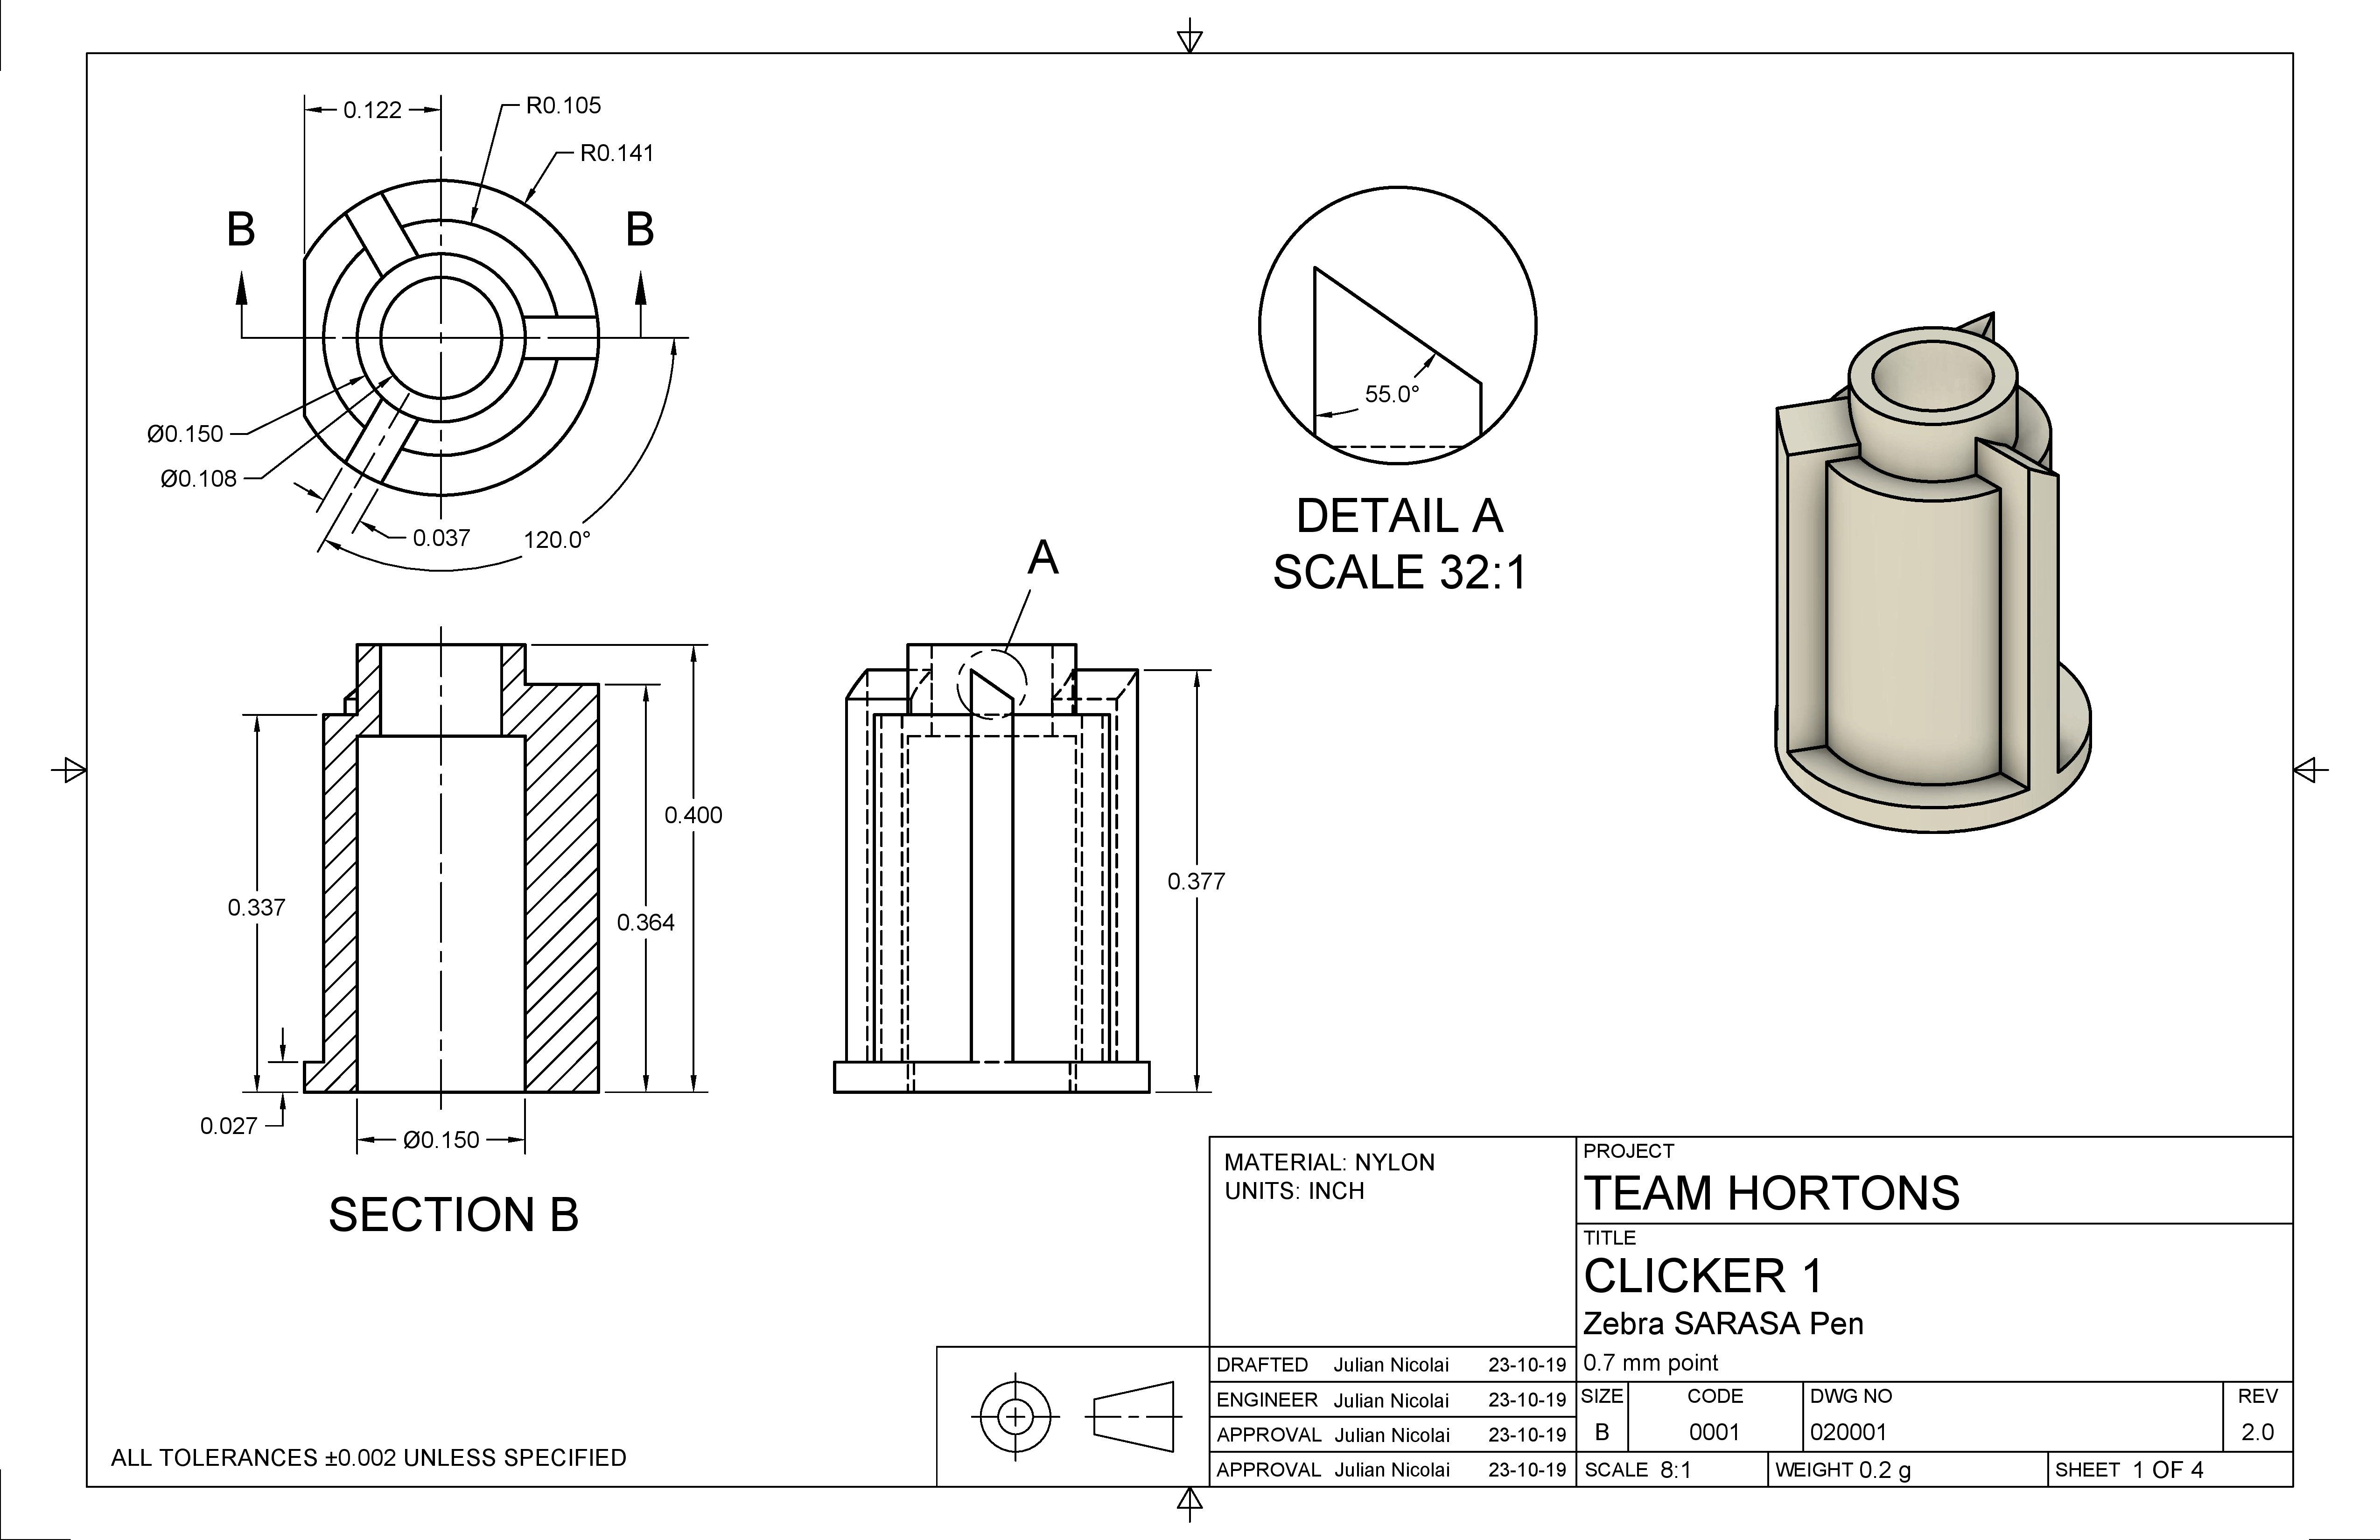 0.122
R0.105
R0.141
B
B
Ø0.150
Ø0.108
0.037
120.0°
55.0°
DETAIL A
SCALE 32:1
A
0.400
0.377
0.337
0.364
0.027
Ø0.150
SECTION B
MATERIAL: NYLON
UNITS: INCH
PROJECT
TEAM HORTONS
TITLE
CLICKER 1
Zebra SARASA Pen
0.7 mm point
DRAFTED Julian Nicolai 23-10-19
ENGINEER Julian Nicolai 23-10-19
APPROVAL Julian Nicolai 23-10-19
APPROVAL Julian Nicolai 23-10-19
SIZE CODE DWG NO REV
B 0001 020001 2.0
SCALE 8:1 WEIGHT 0.2 g SHEET 1 OF 4
ALL TOLERANCES ±0.002 UNLESS SPECIFIED